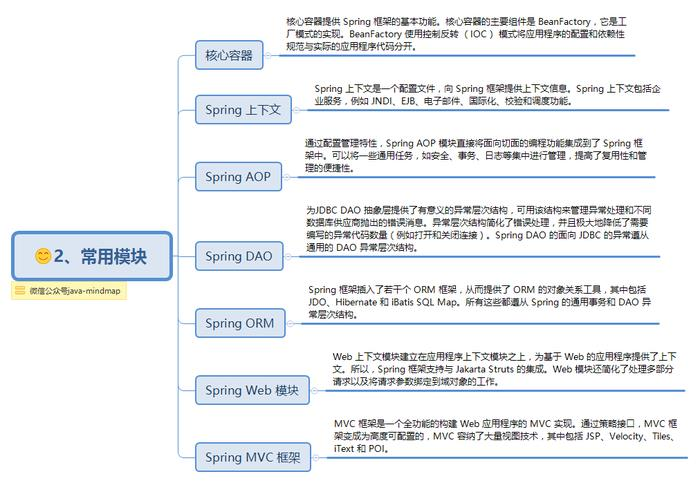 核心容器
核心容器提供 Spring 框架的基本功能。核心容器的主要组件是 BeanFactory，它是工
厂模式的实现。BeanFactory 使用控制反转 （IOC） 模式将应用程序的配置和依赖性
规范与实际的应用程序代码分开。
Spring 上下文
Spring 上下文是一个配置文件，向 Spring 框架提供上下文信息。Spring 上下文包括企
业服务，例如 JNDI、EJB、电子邮件、国际化、校验和调度功能。
Spring AOP
通过配置管理特性，Spring AOP 模块直接将面向切面的编程功能集成到了 Spring 框
架中。可以将一些通用任务，如安全、事务、日志等集中进行管理，提高了复用性和管
理的便捷性。
2、常用模块
微信公众号java-mindmap
Spring DAO
为JDBC DAO 抽象层提供了有意义的异常层次结构，可用该结构来管理异常处理和不同
数据库供应商抛出的错误消息。异常层次结构简化了错误处理，并且极大地降低了需要
编写的异常代码数量（例如打开和关闭连接）。Spring DAO 的面向 JDBC 的异常遵从
通用的 DAO 异常层次结构。
Spring ORM
Spring 框架插入了若干个 ORM 框架，从而提供了 ORM 的对象关系工具，其中包括
JDO、Hibernate 和 iBatis SQL Map。所有这些都遵从 Spring 的通用事务和 DAO 异
常层次结构。
Spring Web 模块
Web 上下文模块建立在应用程序上下文模块之上，为基于 Web 的应用程序提供了上下
文。所以，Spring 框架支持与 Jakarta Struts 的集成。Web 模块还简化了处理多部分
请求以及将请求参数绑定到域对象的工作。
Spring MVC 框架
MVC 框架是一个全功能的构建 Web 应用程序的 MVC 实现。通过策略接口，MVC 框
架变成为高度可配置的，MVC 容纳了大量视图技术，其中包括 JSP、Velocity、Tiles、
iText 和 POI。